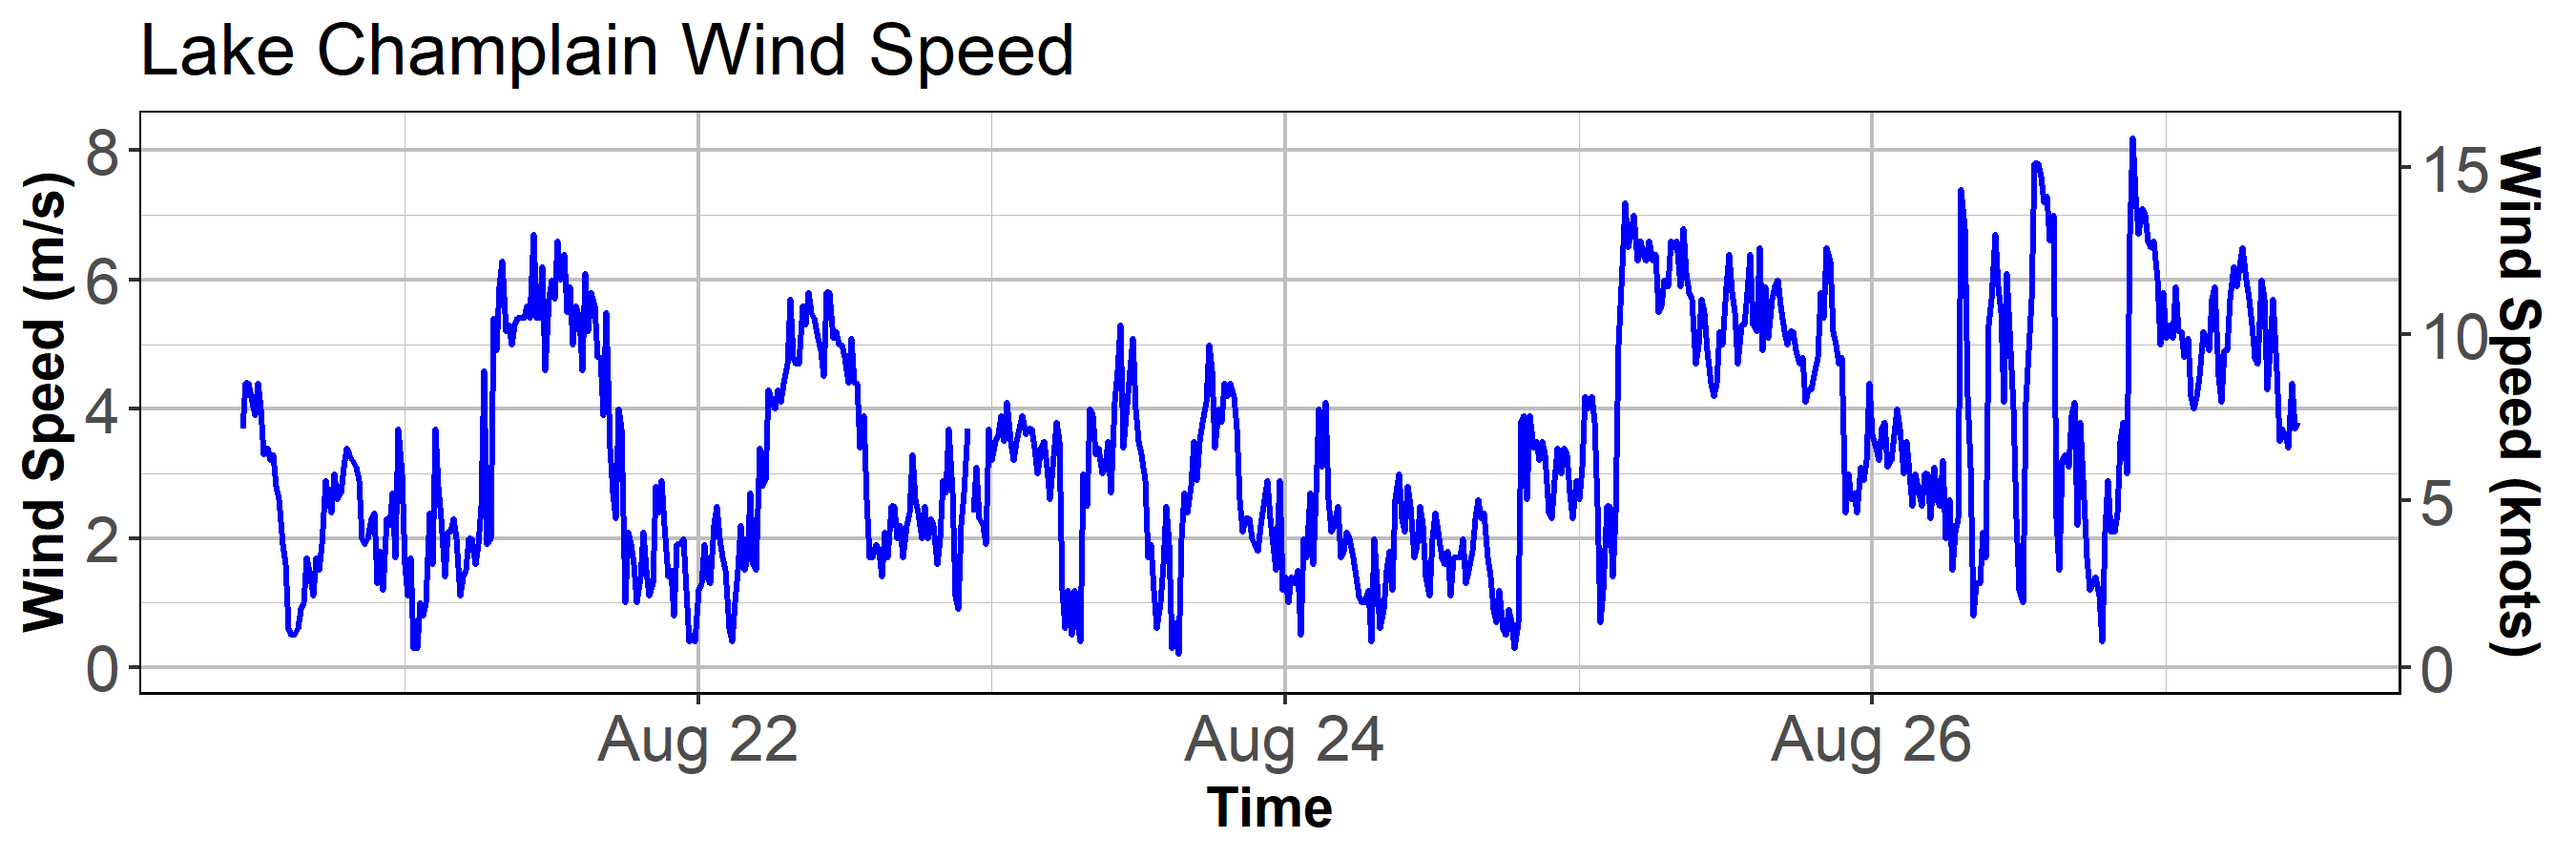 Lake Champlain Wind Speed
Wind Speed (m/s)
8
6
4
2
0
15
10
5
0
Wind Speed (knots)
Aug 22
Aug 24
Aug 26
Time